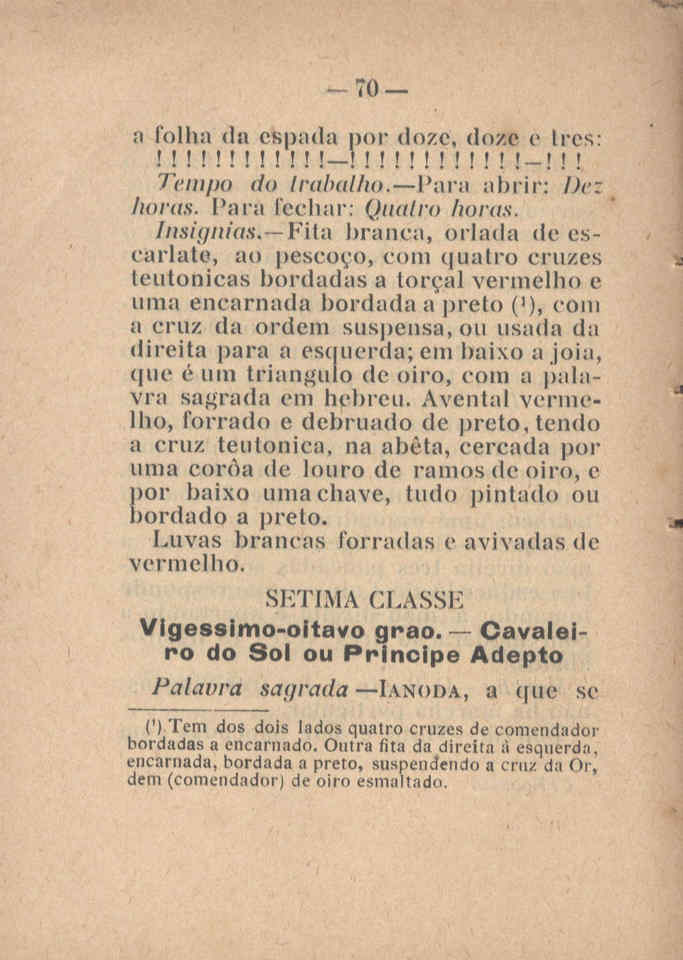 — 70 —
a folha da espada por doze, doze e tres:
! ! ! ! ! ! ! ! ! ! ! !—! ! ! ! ! ! ! ! ! ! ! !—! ! !
Tempo do trabalho.—Para abrir: Dez
horas. Para fechar: Quatro horas.
Insignias.—Fita branca, orlada de es-
carlate, ao pescoço, com quatro cruzes
teutonicas bordadas a torçal vermelho e
uma encarnada bordada a preto (¹), com
a cruz da ordem suspensa, ou usada da
direita para a esquerda; em baixo a joia,
que é um triangulo de oiro, com a pala-
vra sagrada em hebreu. Avental verme-
lho, forrado e debruado de preto, tendo
a cruz teutonica, na abêta, cercada por
uma corôa de louro de ramos de oiro, e
por baixo uma chave, tudo pintado ou
bordado a preto.
Luvas brancas forradas e avivadas de
vermelho.
SETIMA CLASSE
Vigessimo-oitavo grao. — Cavalei-
ro do Sol ou Principe Adepto
Palavra sagrada—IANODA, a que se
(¹) Tem dos dois lados quatro cruzes de comendador
bordadas a encarnado. Outra fita da direita á esquerda,
encarnada, bordada a preto, suspendendo a cruz da Or,
dem (comendador) de oiro esmaltado.